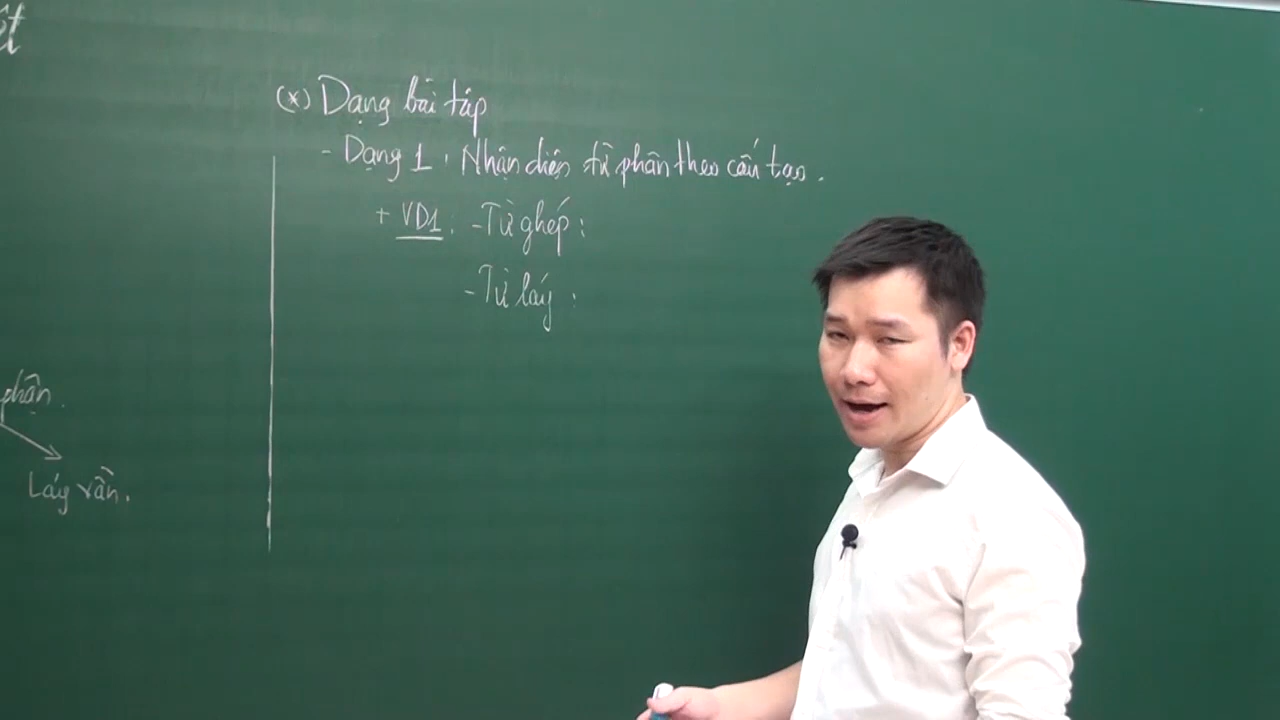 (*) Dạng bài tập
- Dạng 1: Nhận diện từ phân theo cấu tạo.
+ VD1: - Từ ghép:
- Từ láy:
phận.
Láy vần.